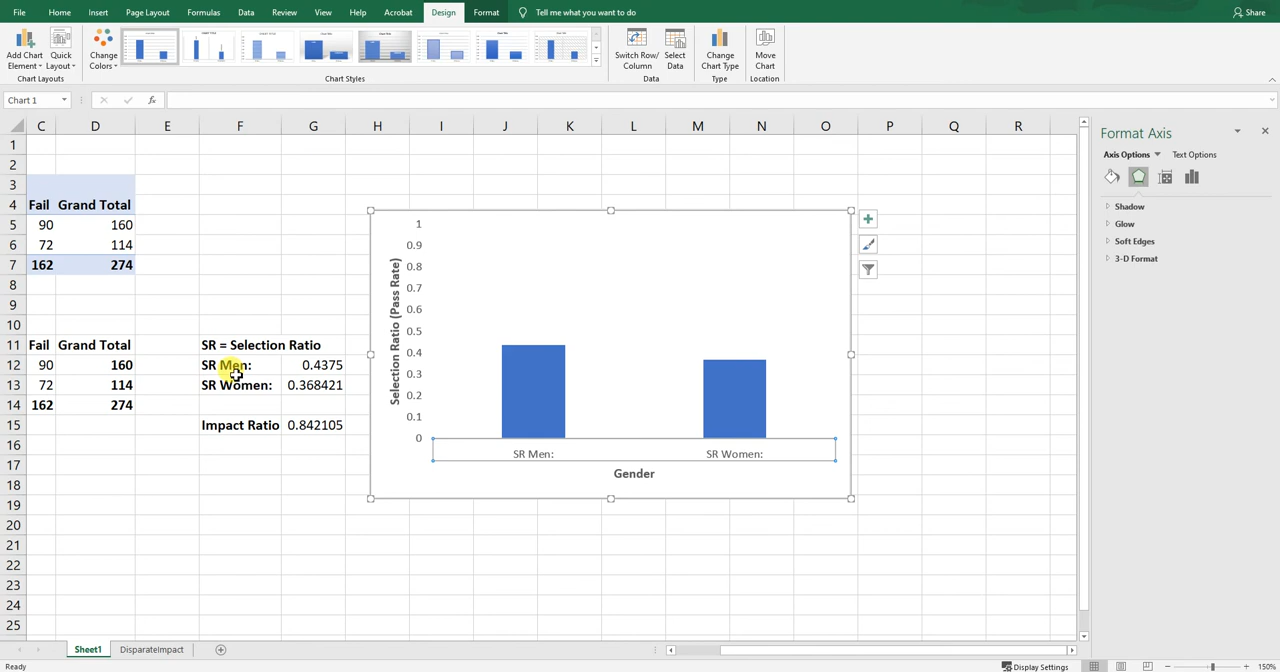 File Home Insert Page Layout Formulas Data Review View Help Acrobat Design Format Tell me what you want to do Share
Add Chart Element Quick Layout Change Colors Switch Row/ Column Select Data Change Chart Type Move Chart
Chart Layouts Chart Styles Data Type Location
Chart 1 fx
C D E F G H I J K L M N O P Q R
1
2
3
4 Fail Grand Total
5 90 160
6 72 114
7 162 274
8
9
10
11 Fail Grand Total SR = Selection Ratio
12 90 160 SR Men: 0.4375
13 72 114 SR Women: 0.368421
14 162 274
15 Impact Ratio 0.842105
16
17
18
19
20
21
22
23
24
25
1
0.9
0.8
0.7
0.6
0.5
0.4
0.3
0.2
0.1
0
Selection Ratio (Pass Rate)
SR Men: SR Women:
Gender
Format Axis
Axis Options Text Options
Shadow
Glow
Soft Edges
3-D Format
Sheet1 DisparateImpact
Ready Display Settings 150%